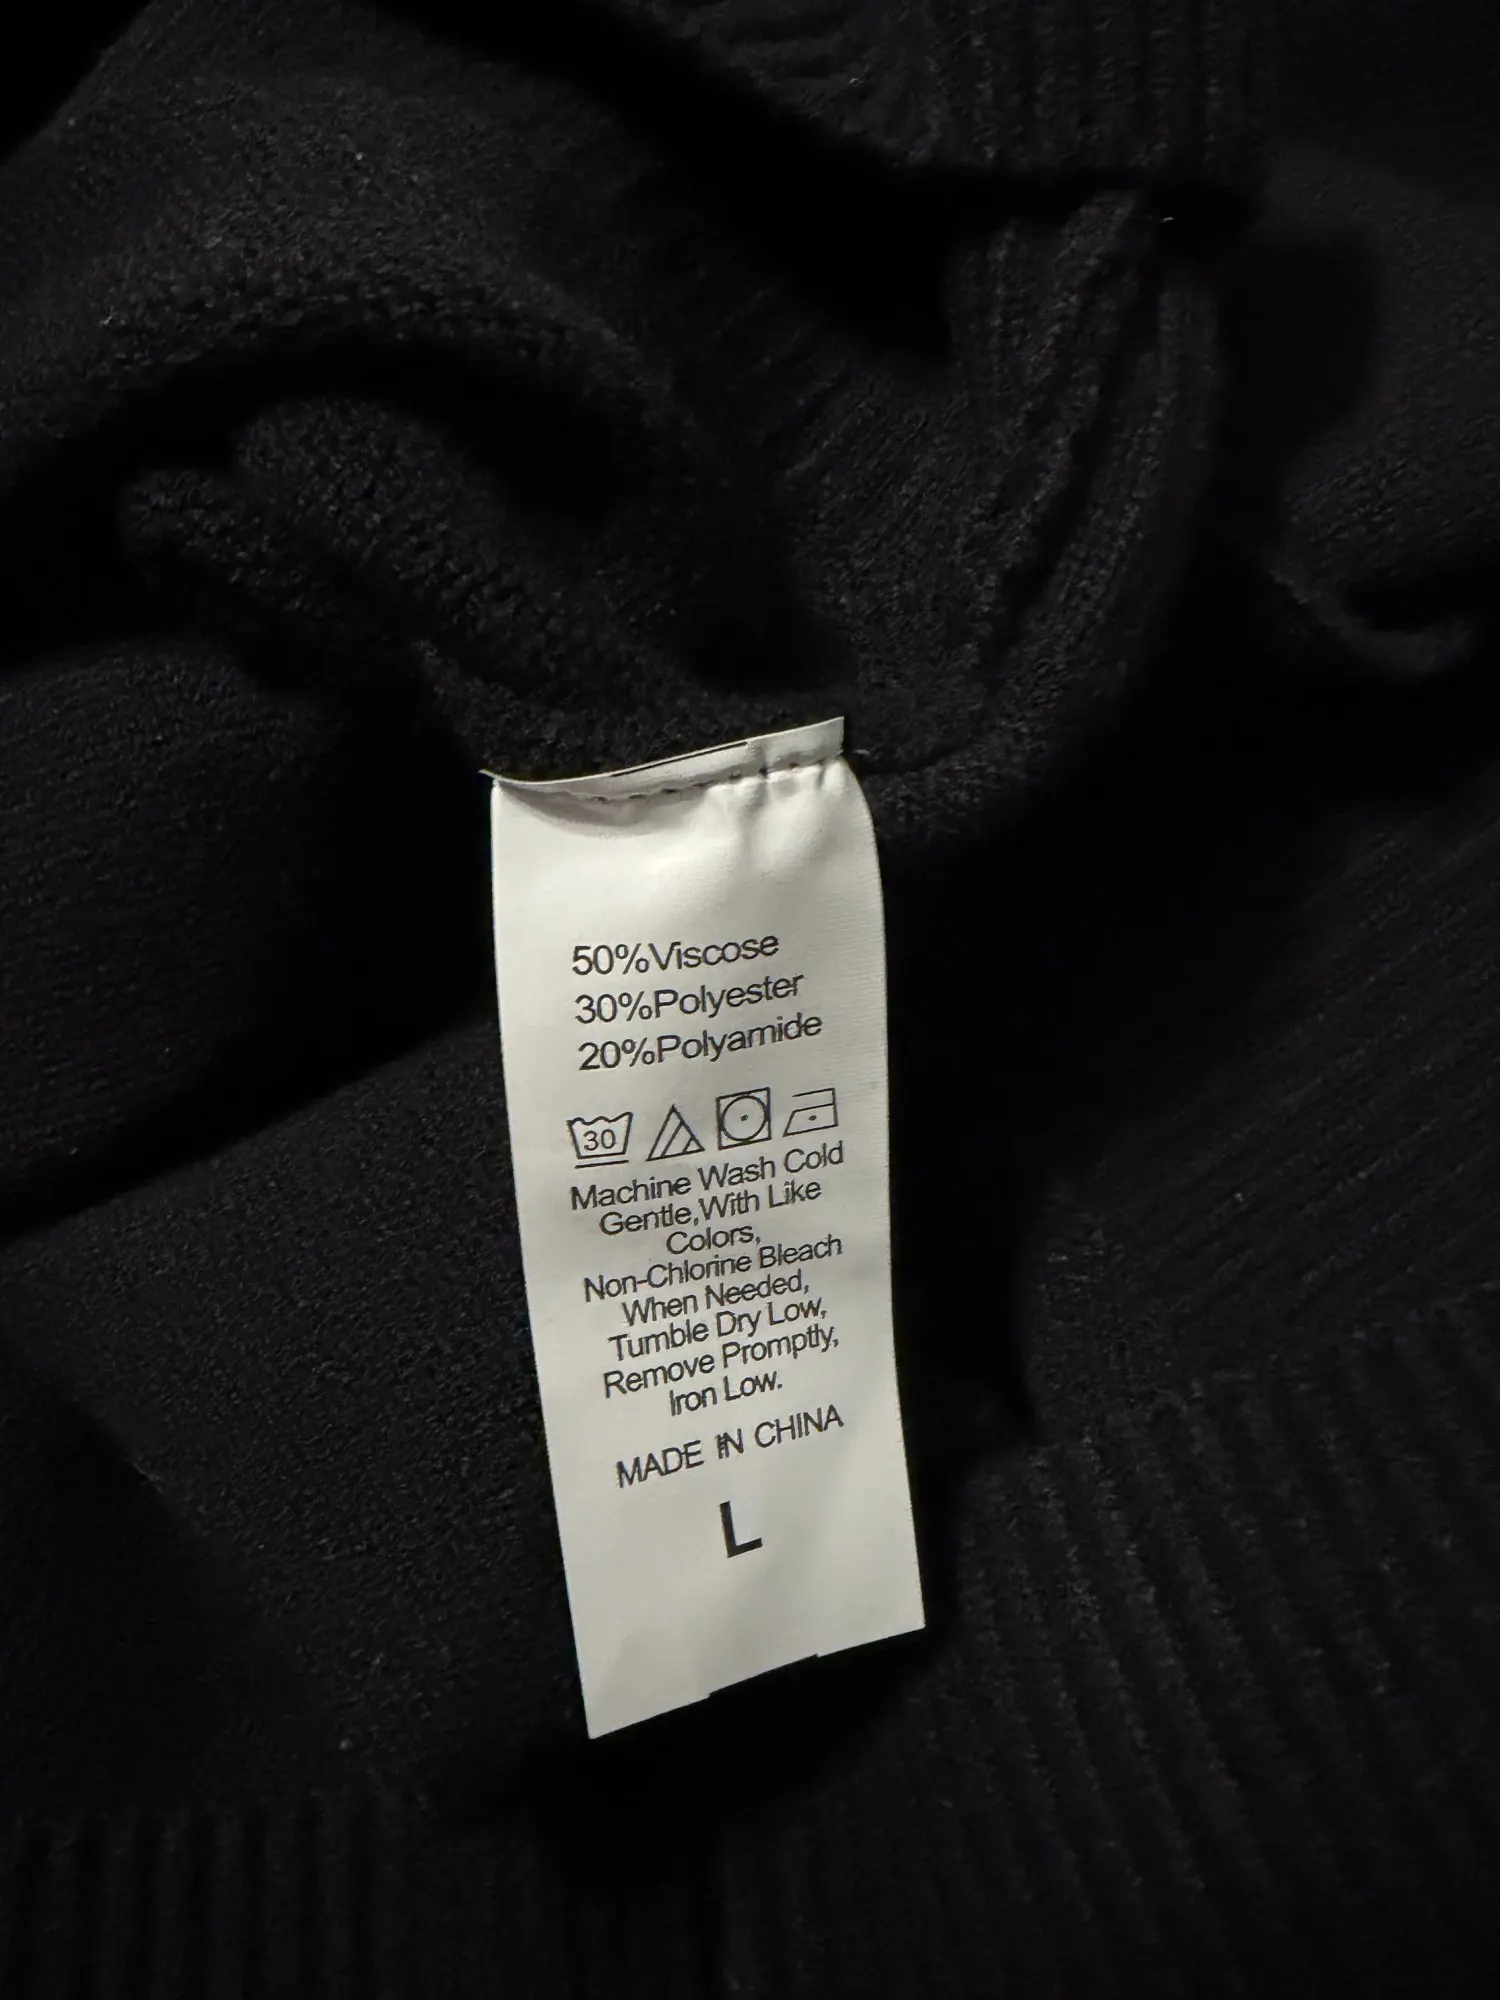 50%Viscose
30%Polyester
20%Polyamide
30
Machine Wash Cold
Gentle,With Like
Colors,
Non-Chlorine Bleach
When Needed,
Tumble Dry Low,
Remove Promptly,
Iron Low.
MADE IN CHINA
L